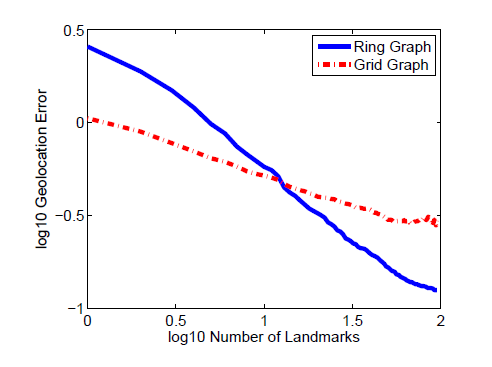 0.5
0
−0.5
−1
0
0.5
1
1.5
2
log10 Geolocation Error
log10 Number of Landmarks
Ring Graph
Grid Graph